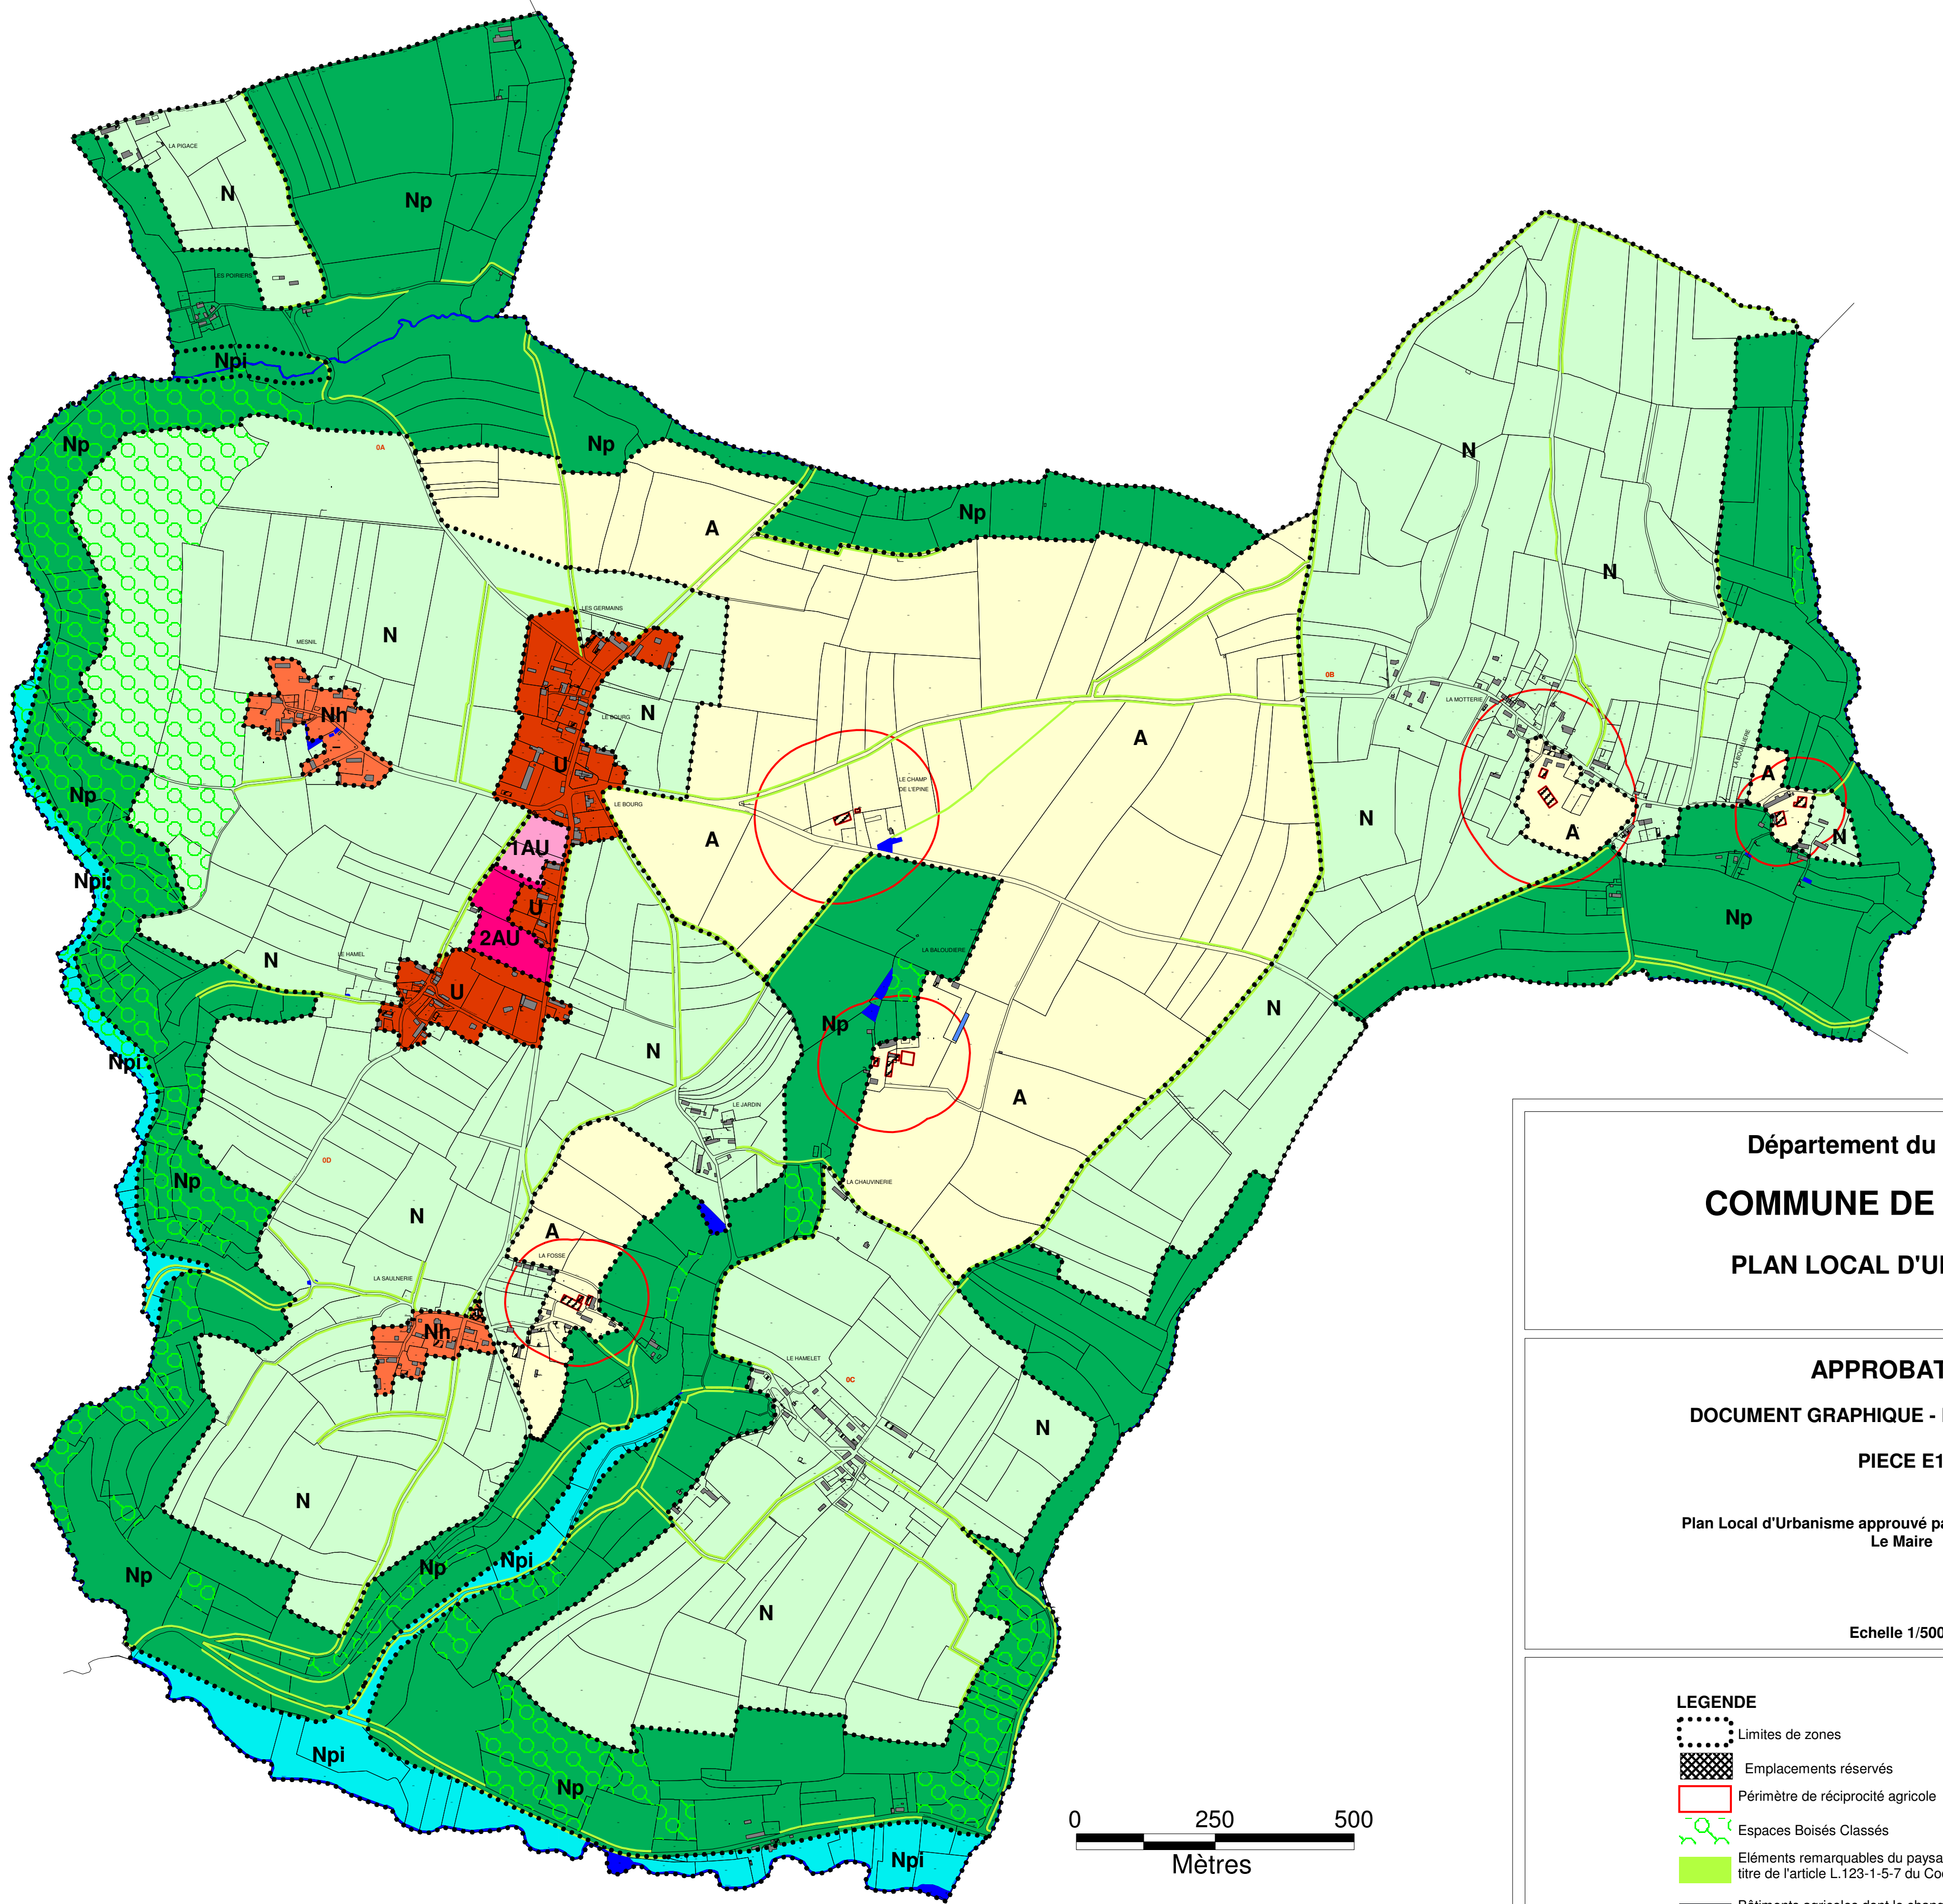 LA PIGACE
N
Np
LES POIRIERS
Npi
Np
0A
Np
Np
N
A
N
LES GERMAINS
MESNIL
N
0B
Nh
LE BOURG
N
A
LA MOTTERIE
LA BOUILLERE
U
LE CHAMP
DE L'EPINE
A
Np
LE BOURG
N
A
A
N
1AU
Npi
U
Np
2AU
LA BALOUDIERE
N
LE HAMEL
U
N
Np
N
Npi
A
LE JARDIN
0D
Np
LA CHAUVINERIE
N
A
LA FOSSE
LA SAULNERIE
Nh
LE HAMELET
0C
N
N
Np
Npi
Np
N
Npi
Np
Npi
0 250 500
Mètres
Département du
COMMUNE DE
PLAN LOCAL D'U
APPROBAT
DOCUMENT GRAPHIQUE -
PIECE E1
Plan Local d'Urbanisme approuvé pa
Le Maire
Echelle 1/500
LEGENDE
Limites de zones
Emplacements réservés
Périmètre de réciprocité agricole
Espaces Boisés Classés
Eléments remarquables du paysa
titre de l'article L.123-1-5-7 du Co